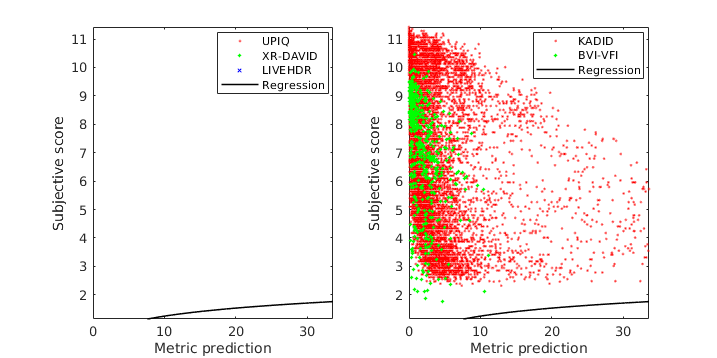 11
10
9
8
7
6
5
4
3
2
0
10
20
30
Subjective score
Metric prediction
UPIQ
XR-DAVID
LIVEHDR
Regression
11
10
9
8
7
6
5
4
3
2
0
10
20
30
Subjective score
Metric prediction
KADID
BVI-VFI
Regression